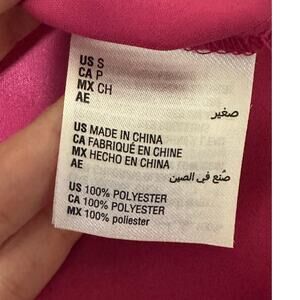 US S
CA P
MX CH
AE
صغير
US MADE IN CHINA
CA FABRIQUÉ EN CHINE
MX HECHO EN CHINA
AE
صنع في الصين
US 100% POLYESTER
CA 100% POLYESTER
MX 100% poliester